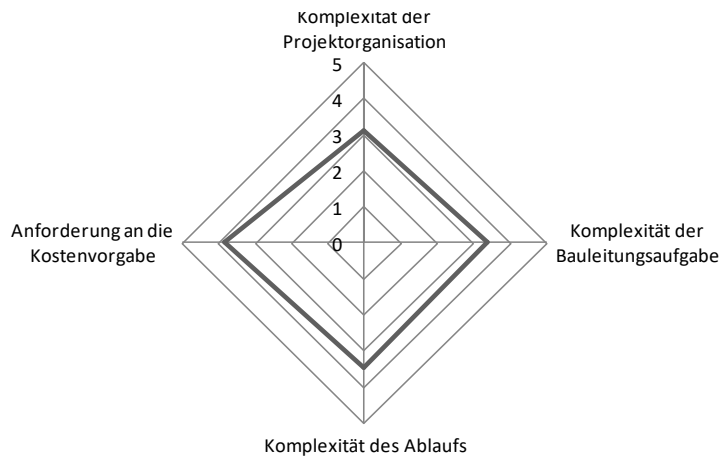 Komplexität der
Projektorganisation
5
4
3
2
1
0
Anforderung an die
Kostenvorgabe
Komplexität der
Bauleitungsaufgabe
Komplexität des Ablaufs